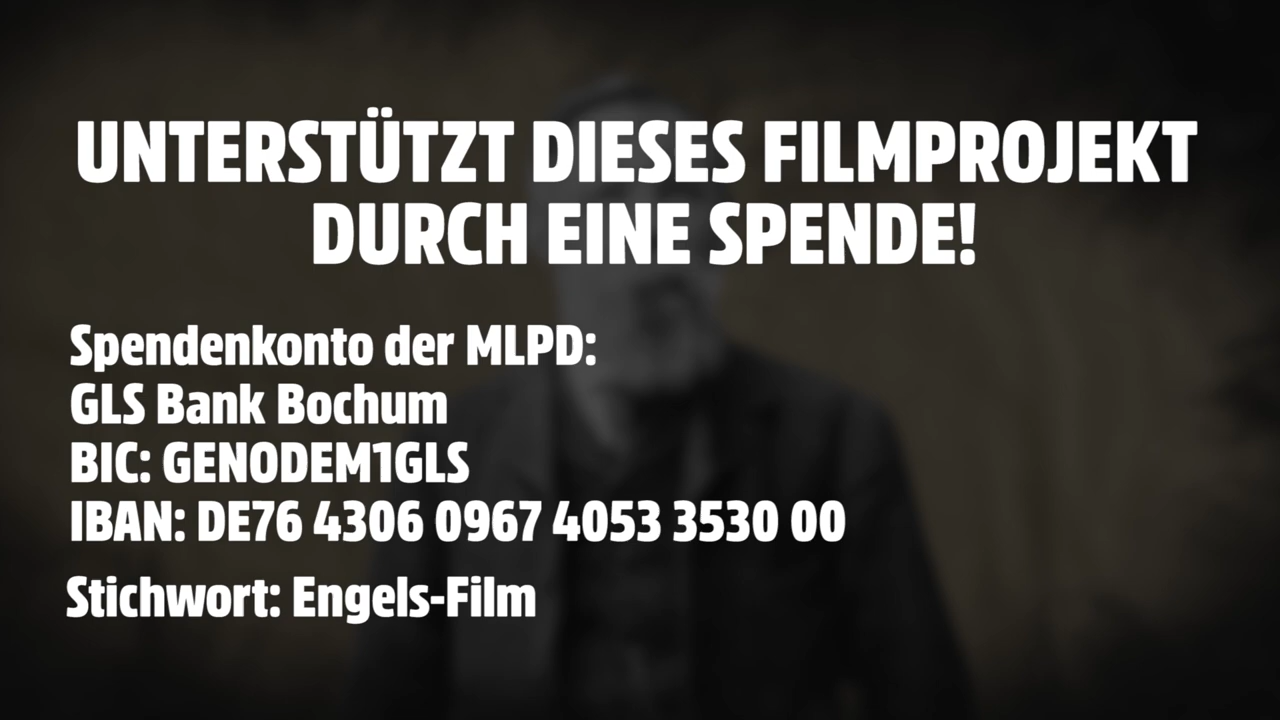 UNTERSTÜTZT DIESES FILMPROJEKT
DURCH EINE SPENDE!
Spendenkonto der MLPD:
GLS Bank Bochum
BIC: GENODEM1GLS
IBAN: DE76 4306 0967 4053 3530 00
Stichwort: Engels-Film